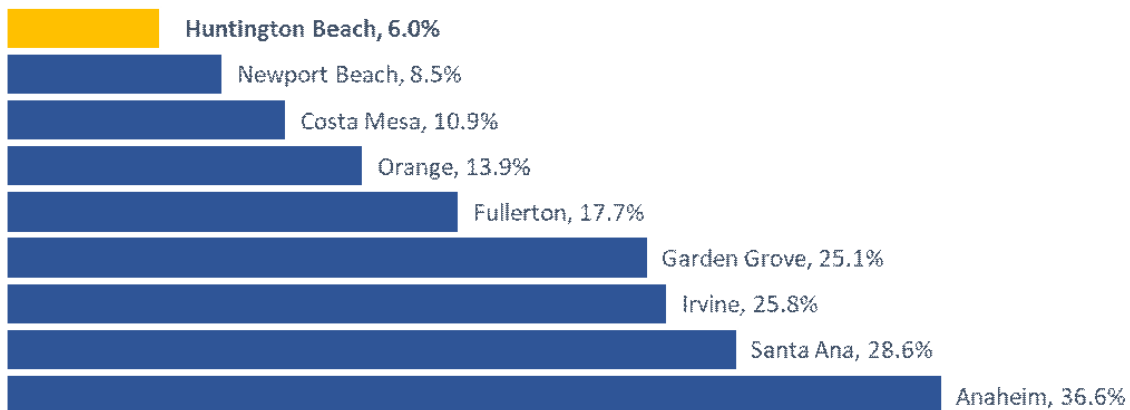 Huntington Beach, 6.0%
Newport Beach, 8.5%
Costa Mesa, 10.9%
Orange, 13.9%
Fullerton, 17.7%
Garden Grove, 25.1%
Irvine, 25.8%
Santa Ana, 28.6%
Anaheim, 36.6%